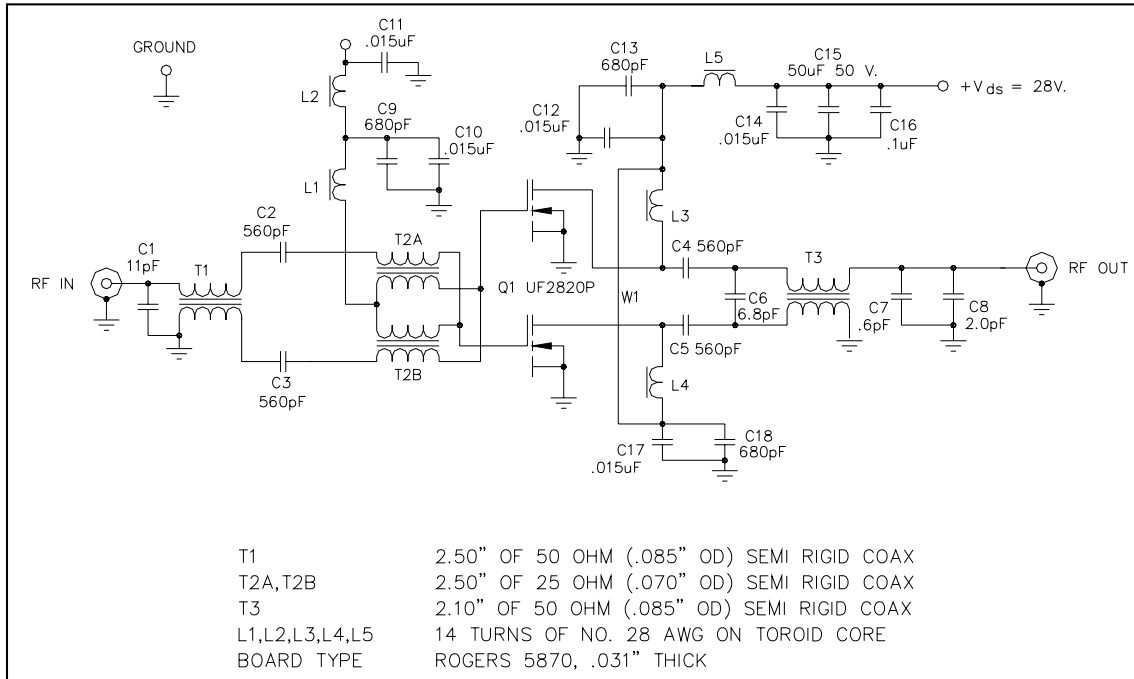 GROUND
C11
.015uF
L2
C9
680pF
C10
.015uF
L1
C13
680pF
L5
C15
50uF 50 V.
+Vds = 28V.
C12
.015uF
C14
.015uF
C16
.1uF
L3
C2
560pF
T2A
C1
11pF
T1
RF IN
Q1 UF2820P
C4 560pF
T3
RF OUT
W1
C6
6.8pF
C7
.6pF
C8
2.0pF
C5 560pF
C3
560pF
T2B
L4
C17
.015uF
C18
680pF
T1 2.50" OF 50 OHM (.085" OD) SEMI RIGID COAX
T2A,T2B 2.50" OF 25 OHM (.070" OD) SEMI RIGID COAX
T3 2.10" OF 50 OHM (.085" OD) SEMI RIGID COAX
L1,L2,L3,L4,L5 14 TURNS OF NO. 28 AWG ON TOROID CORE
BOARD TYPE ROGERS 5870, .031" THICK